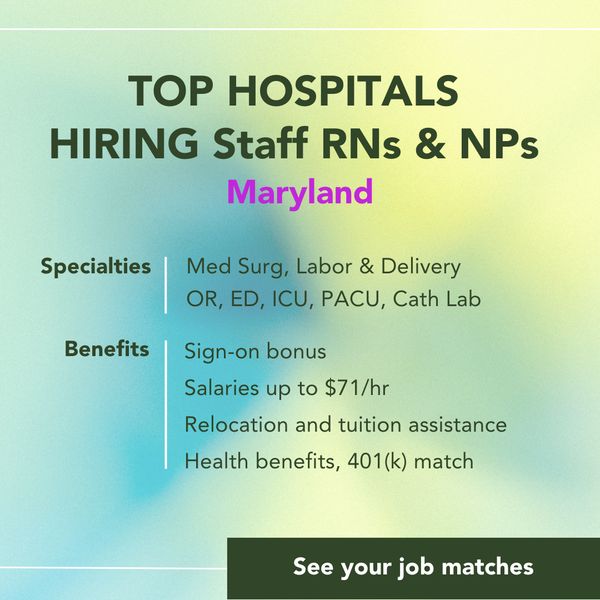 TOP HOSPITALS
HIRING Staff RNs & NPs
Maryland
Specialties
Med Surg, Labor & Delivery
OR, ED, ICU, PACU, Cath Lab
Benefits
Sign-on bonus
Salaries up to $71/hr
Relocation and tuition assistance
Health benefits, 401(k) match
See your job matches